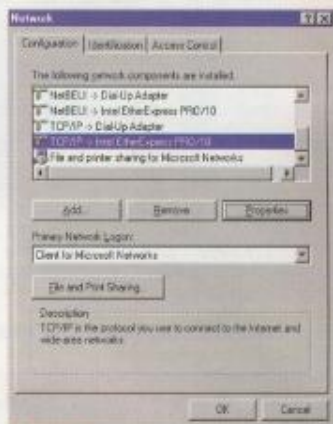 Network
Configuration Identification Access Control
The following network components are installed:
NetBEUI -> Dial-Up Adapter
NetBEUI -> Intel EtherExpress PRO/10
TCP/IP -> Dial-Up Adapter
TCP/IP -> Intel EtherExpress PRO/10
File and printer sharing for Microsoft Networks
Add... Remove Properties
Primary Network Logon:
Client for Microsoft Networks
File and Print Sharing...
Description
TCP/IP is the protocol you use to connect to the Internet and
wide-area networks.
OK Cancel